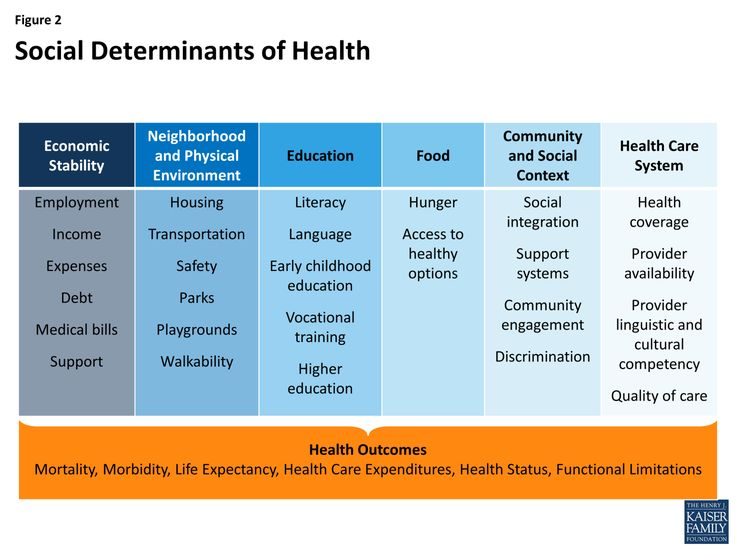 Figure 2
Social Determinants of Health
Economic
Stability
Neighborhood
and Physical
Environment
Education
Food
Community
and Social
Context
Health Care
System
Employment
Income
Expenses
Debt
Medical bills
Support
Housing
Transportation
Safety
Parks
Playgrounds
Walkability
Literacy
Language
Early childhood
education
Vocational
training
Higher
education
Hunger
Access to
healthy
options
Social
integration
Support
systems
Community
engagement
Discrimination
Health
coverage
Provider
availability
Provider
linguistic and
cultural
competency
Quality of care
Health Outcomes
Mortality, Morbidity, Life Expectancy, Health Care Expenditures, Health Status, Functional Limitations
THE HENRY J.
KAISER
FAMILY
FOUNDATION